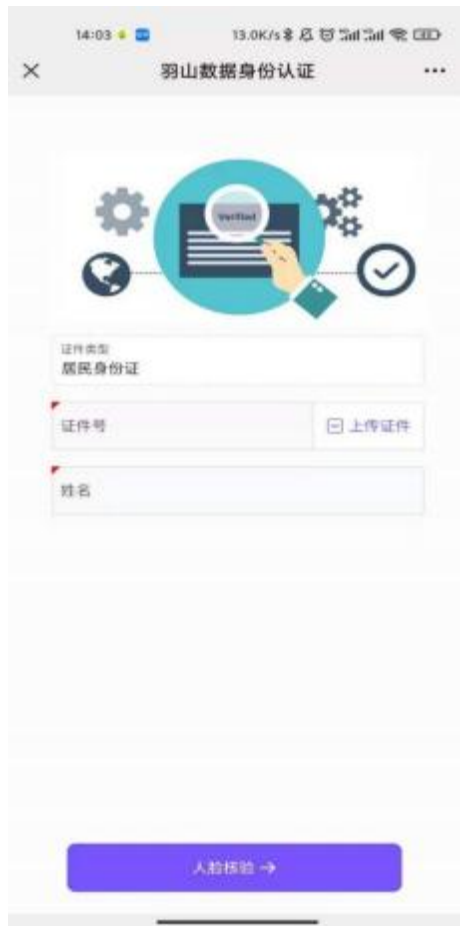 14:03
13.0K/s
羽山数据身份认证
Verified
证件类型
居民身份证
证件号
上传证件
姓名
人脸核验 →